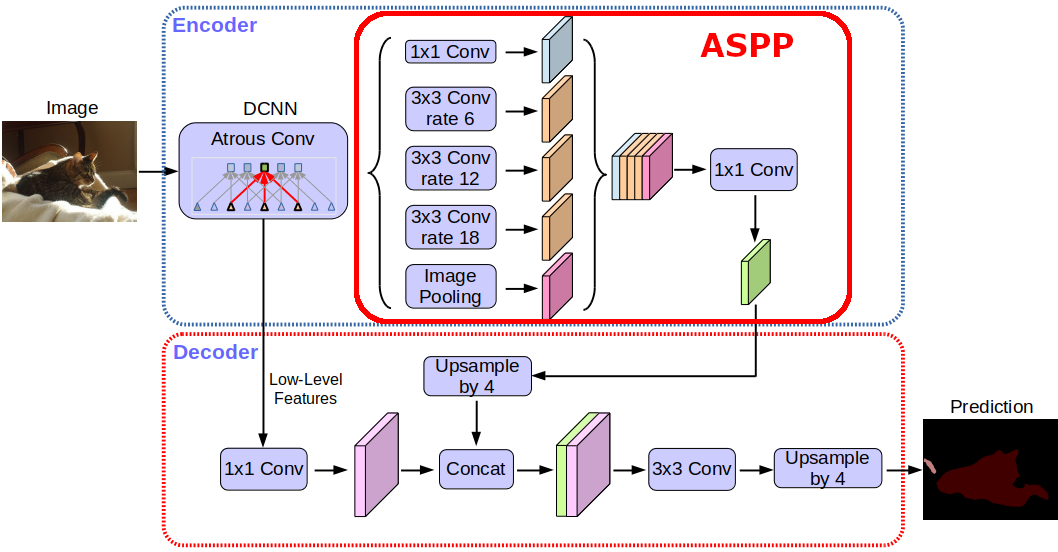 Encoder
ASPP
Image
DCNN
Atrous Conv
1x1 Conv
3x3 Conv
rate 6
3x3 Conv
rate 12
3x3 Conv
rate 18
Image
Pooling
1x1 Conv
Decoder
Low-Level
Features
Upsample
by 4
1x1 Conv
Concat
3x3 Conv
Upsample
by 4
Prediction